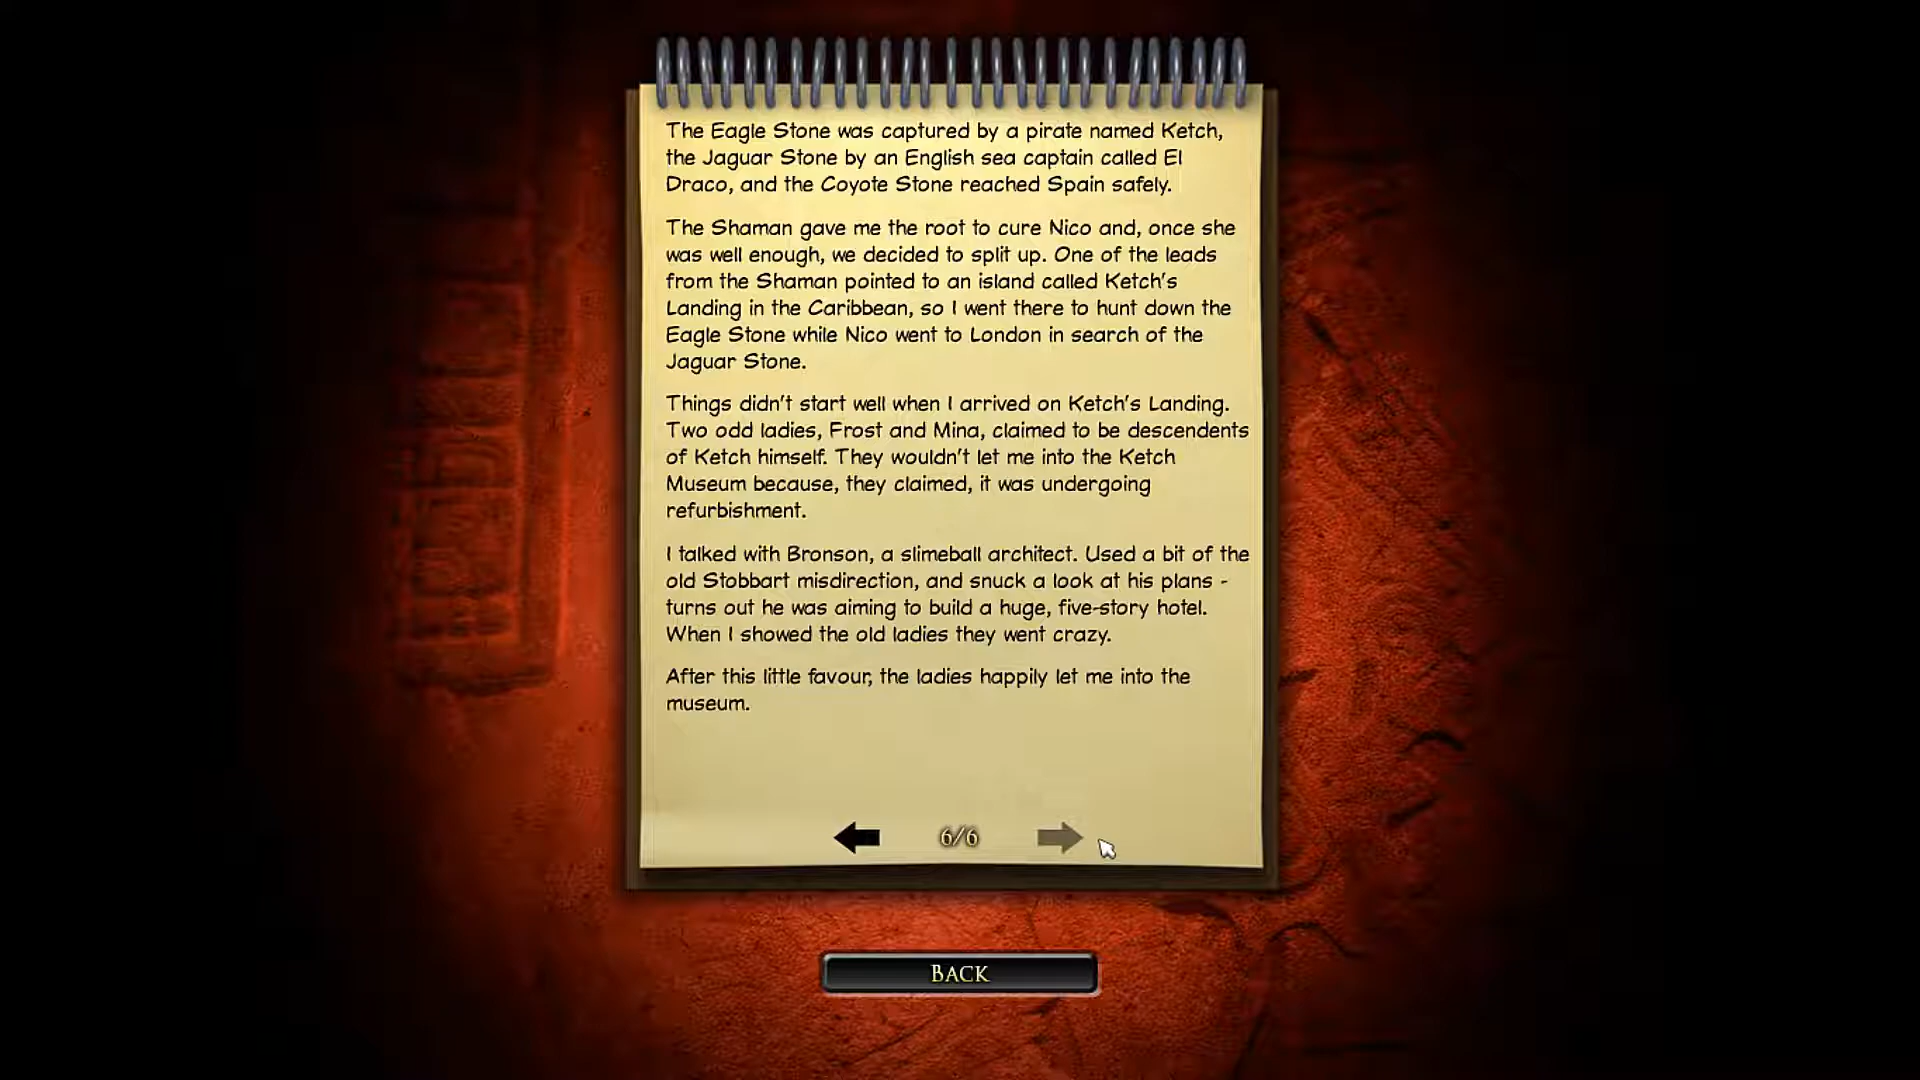 The Eagle Stone was captured by a pirate named Ketch,
the Jaguar Stone by an English sea captain called El
Draco, and the Coyote Stone reached Spain safely.
The Shaman gave me the root to cure Nico and, once she
was well enough, we decided to split up. One of the leads
from the Shaman pointed to an island called Ketch's
Landing in the Caribbean, so I went there to hunt down the
Eagle Stone while Nico went to London in search of the
Jaguar Stone.
Things didn't start well when I arrived on Ketch's Landing.
Two odd ladies, Frost and Mina, claimed to be descendents
of Ketch himself. They wouldn't let me into the Ketch
Museum because, they claimed, it was undergoing
refurbishment.
I talked with Bronson, a slimeball architect. Used a bit of the
old Stobbart misdirection, and snuck a look at his plans -
turns out he was aiming to build a huge, five-story hotel.
When I showed the old ladies they went crazy.
After this little favour, the ladies happily let me into the
museum.
6/6
BACK